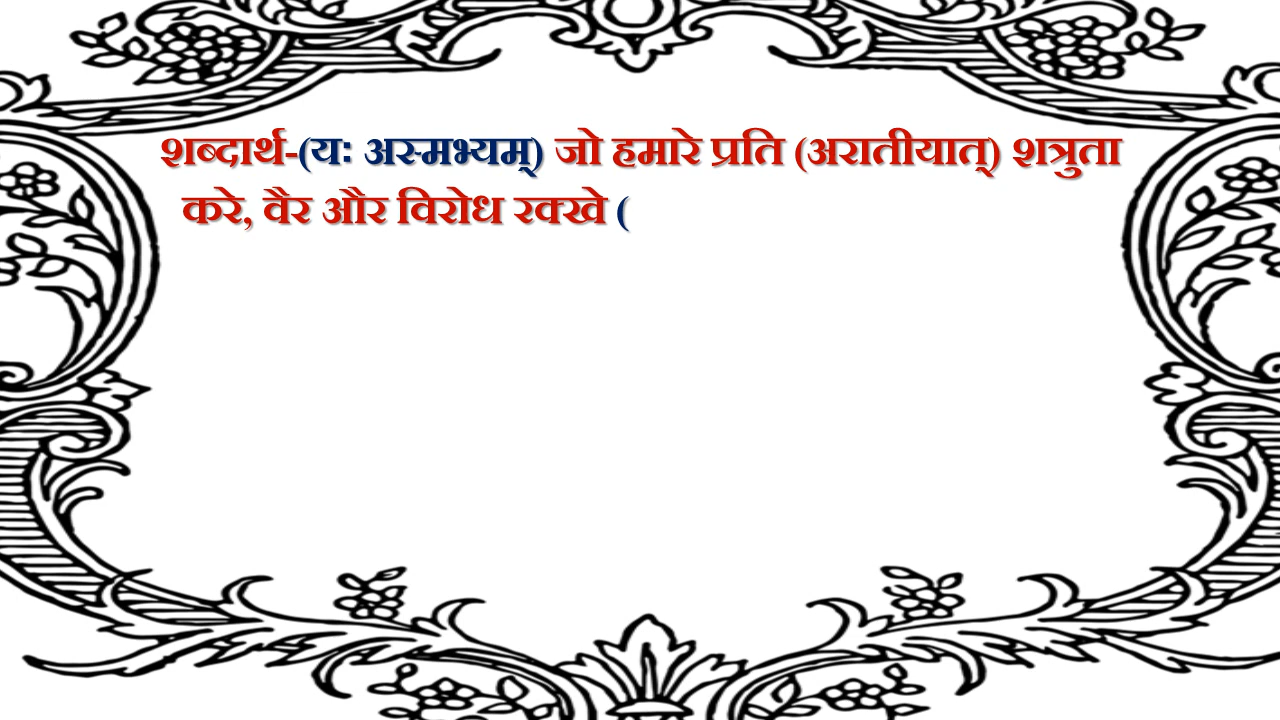 शब्दार्थ-(यः अस्मभ्यम्) जो हमारे प्रति (अरातीयात्) शत्रुता
करे, वैर और विरोध रक्खे (